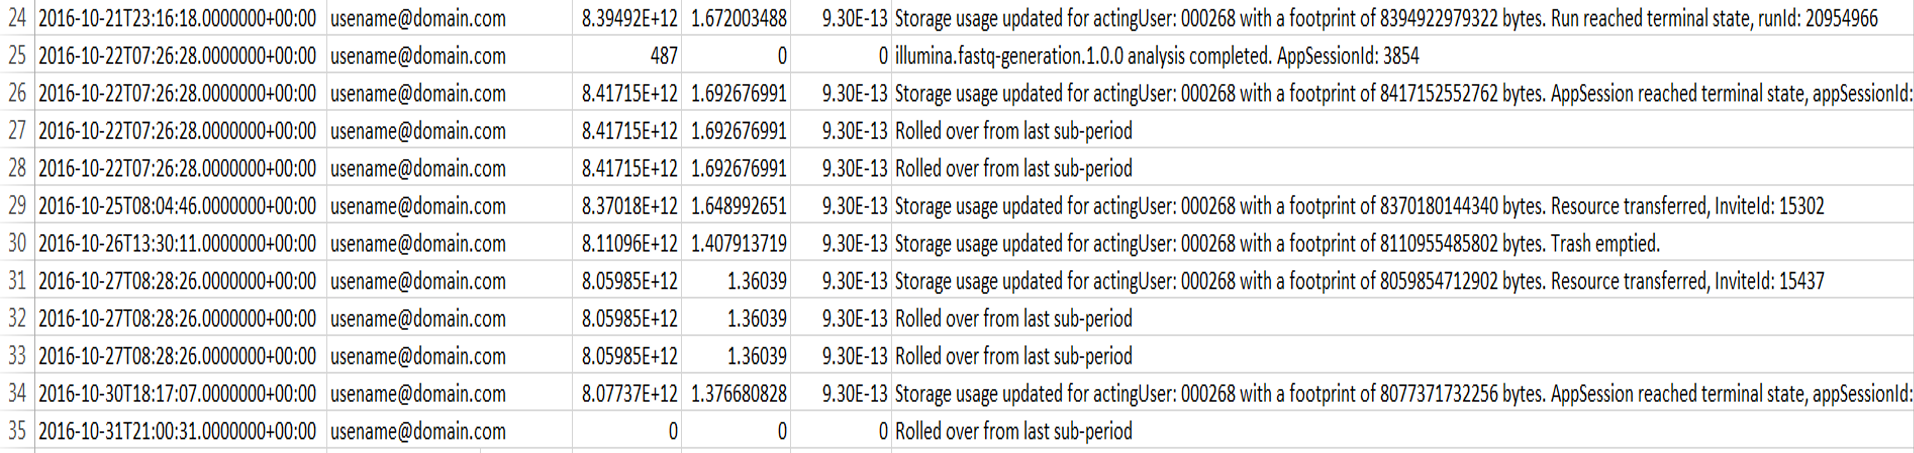 24 2016-10-21T23:16:18.0000000+00:00 usename@domain.com 8.39492E+12 1.672003488 9.30E-13 Storage usage updated for actingUser: 000268 with a footprint of 8394922979322 bytes. Run reached terminal state, runId: 20954966
25 2016-10-22T07:26:28.0000000+00:00 usename@domain.com 487 0 0 illumina.fastq-generation.1.0.0 analysis completed. AppSessionId: 3854
26 2016-10-22T07:26:28.0000000+00:00 usename@domain.com 8.41715E+12 1.692676991 9.30E-13 Storage usage updated for actingUser: 000268 with a footprint of 8417152552762 bytes. AppSession reached terminal state, appSessionId:
27 2016-10-22T07:26:28.0000000+00:00 usename@domain.com 8.41715E+12 1.692676991 9.30E-13 Rolled over from last sub-period
28 2016-10-22T07:26:28.0000000+00:00 usename@domain.com 8.41715E+12 1.692676991 9.30E-13 Rolled over from last sub-period
29 2016-10-25T08:04:46.0000000+00:00 usename@domain.com 8.37018E+12 1.648992651 9.30E-13 Storage usage updated for actingUser: 000268 with a footprint of 8370180144340 bytes. Resource transferred, InviteId: 15302
30 2016-10-26T13:30:11.0000000+00:00 usename@domain.com 8.11096E+12 1.407913719 9.30E-13 Storage usage updated for actingUser: 000268 with a footprint of 8110955485802 bytes. Trash emptied.
31 2016-10-27T08:28:26.0000000+00:00 usename@domain.com 8.05985E+12 1.36039 9.30E-13 Storage usage updated for actingUser: 000268 with a footprint of 8059854712902 bytes. Resource transferred, InviteId: 15437
32 2016-10-27T08:28:26.0000000+00:00 usename@domain.com 8.05985E+12 1.36039 9.30E-13 Rolled over from last sub-period
33 2016-10-27T08:28:26.0000000+00:00 usename@domain.com 8.05985E+12 1.36039 9.30E-13 Rolled over from last sub-period
34 2016-10-30T18:17:07.0000000+00:00 usename@domain.com 8.07737E+12 1.376680828 9.30E-13 Storage usage updated for actingUser: 000268 with a footprint of 8077371732256 bytes. AppSession reached terminal state, appSessionId:
35 2016-10-31T21:00:31.0000000+00:00 usename@domain.com 0 0 0 Rolled over from last sub-period